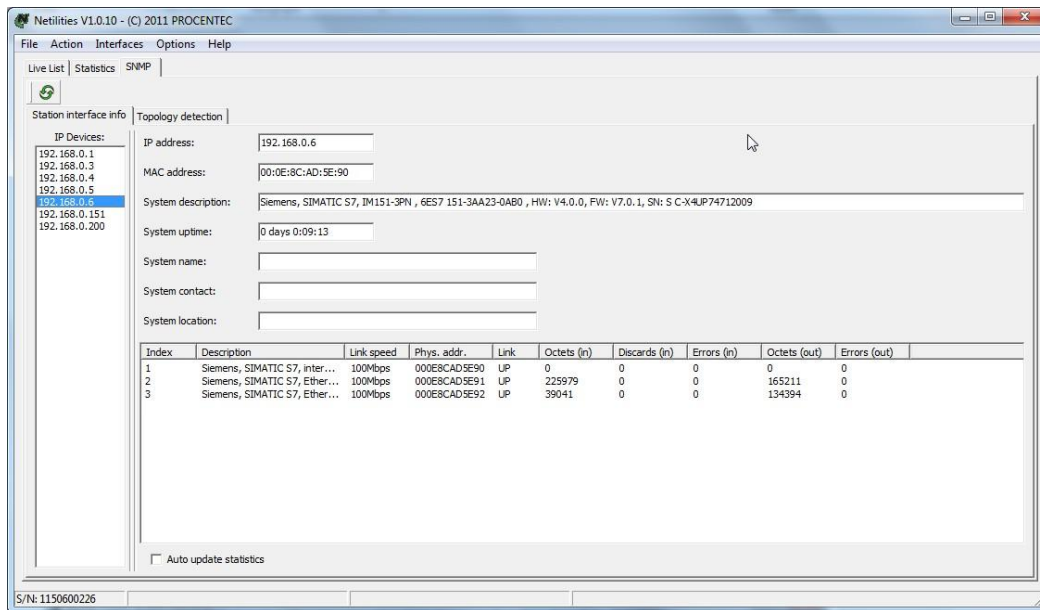 Netilities V1.0.10 - (C) 2011 PROCENTEC
File Action Interfaces Options Help
Live List Statistics SNMP
Station interface info Topology detection
IP Devices:
192.168.0.1
192.168.0.3
192.168.0.4
192.168.0.5
192.168.0.6
192.168.0.151
192.168.0.200
IP address: 192.168.0.6
MAC address: 00:0E:8C:AD:5E:90
System description: Siemens, SIMATIC S7, IM151-3PN , 6ES7 151-3AA23-0AB0 , HW: V4.0.0, FW: V7.0.1, SN: S C-X4UP74712009
System uptime: 0 days 0:09:13
System name:
System contact:
System location:
Index Description Link speed Phys. addr. Link Octets (in) Discards (in) Errors (in) Octets (out) Errors (out)
1 Siemens, SIMATIC S7, inter... 100Mbps 000E8CAD5E90 UP 0 0 0 0 0
2 Siemens, SIMATIC S7, Ether... 100Mbps 000E8CAD5E91 UP 225979 0 0 165211 0
3 Siemens, SIMATIC S7, Ether... 100Mbps 000E8CAD5E92 UP 39041 0 0 134394 0
Auto update statistics
S/N: 1150600226